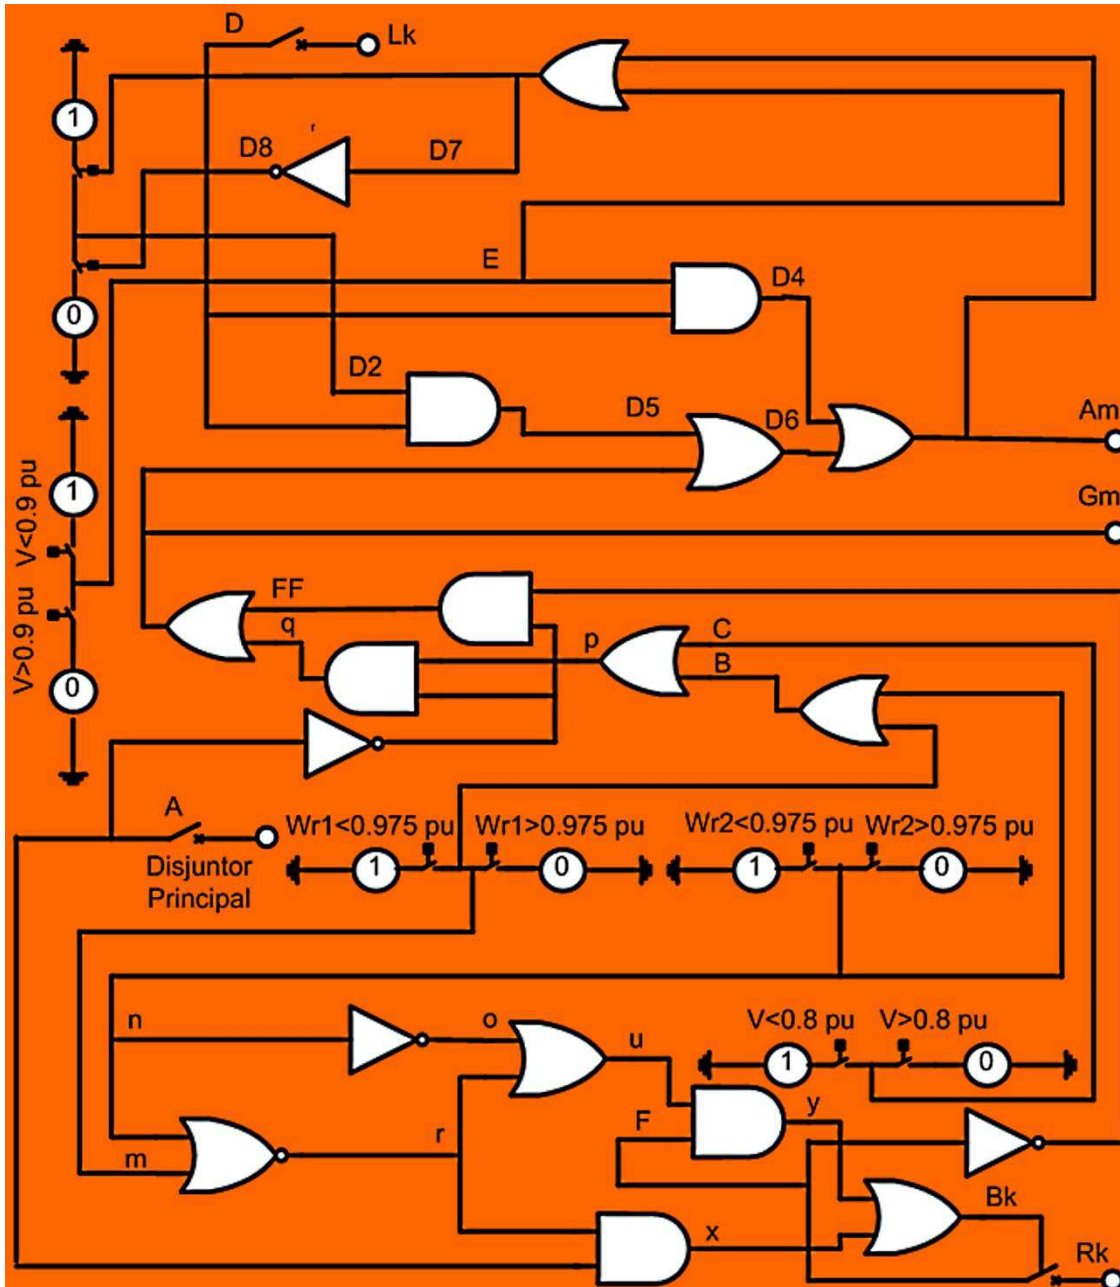 D
Lk
1
r
D8
D7
E
D4
0
D2
D5
D6
Am
Gm
1
V<0.9 pu
V>0.9 pu
0
FF
q
p
C
B
A
Disjuntor
Principal
Wr1<0.975 pu
Wr1>0.975 pu
Wr2<0.975 pu
Wr2>0.975 pu
1
0
1
0
n
o
u
V<0.8 pu
V>0.8 pu
1
0
F
y
m
r
x
Bk
Rk